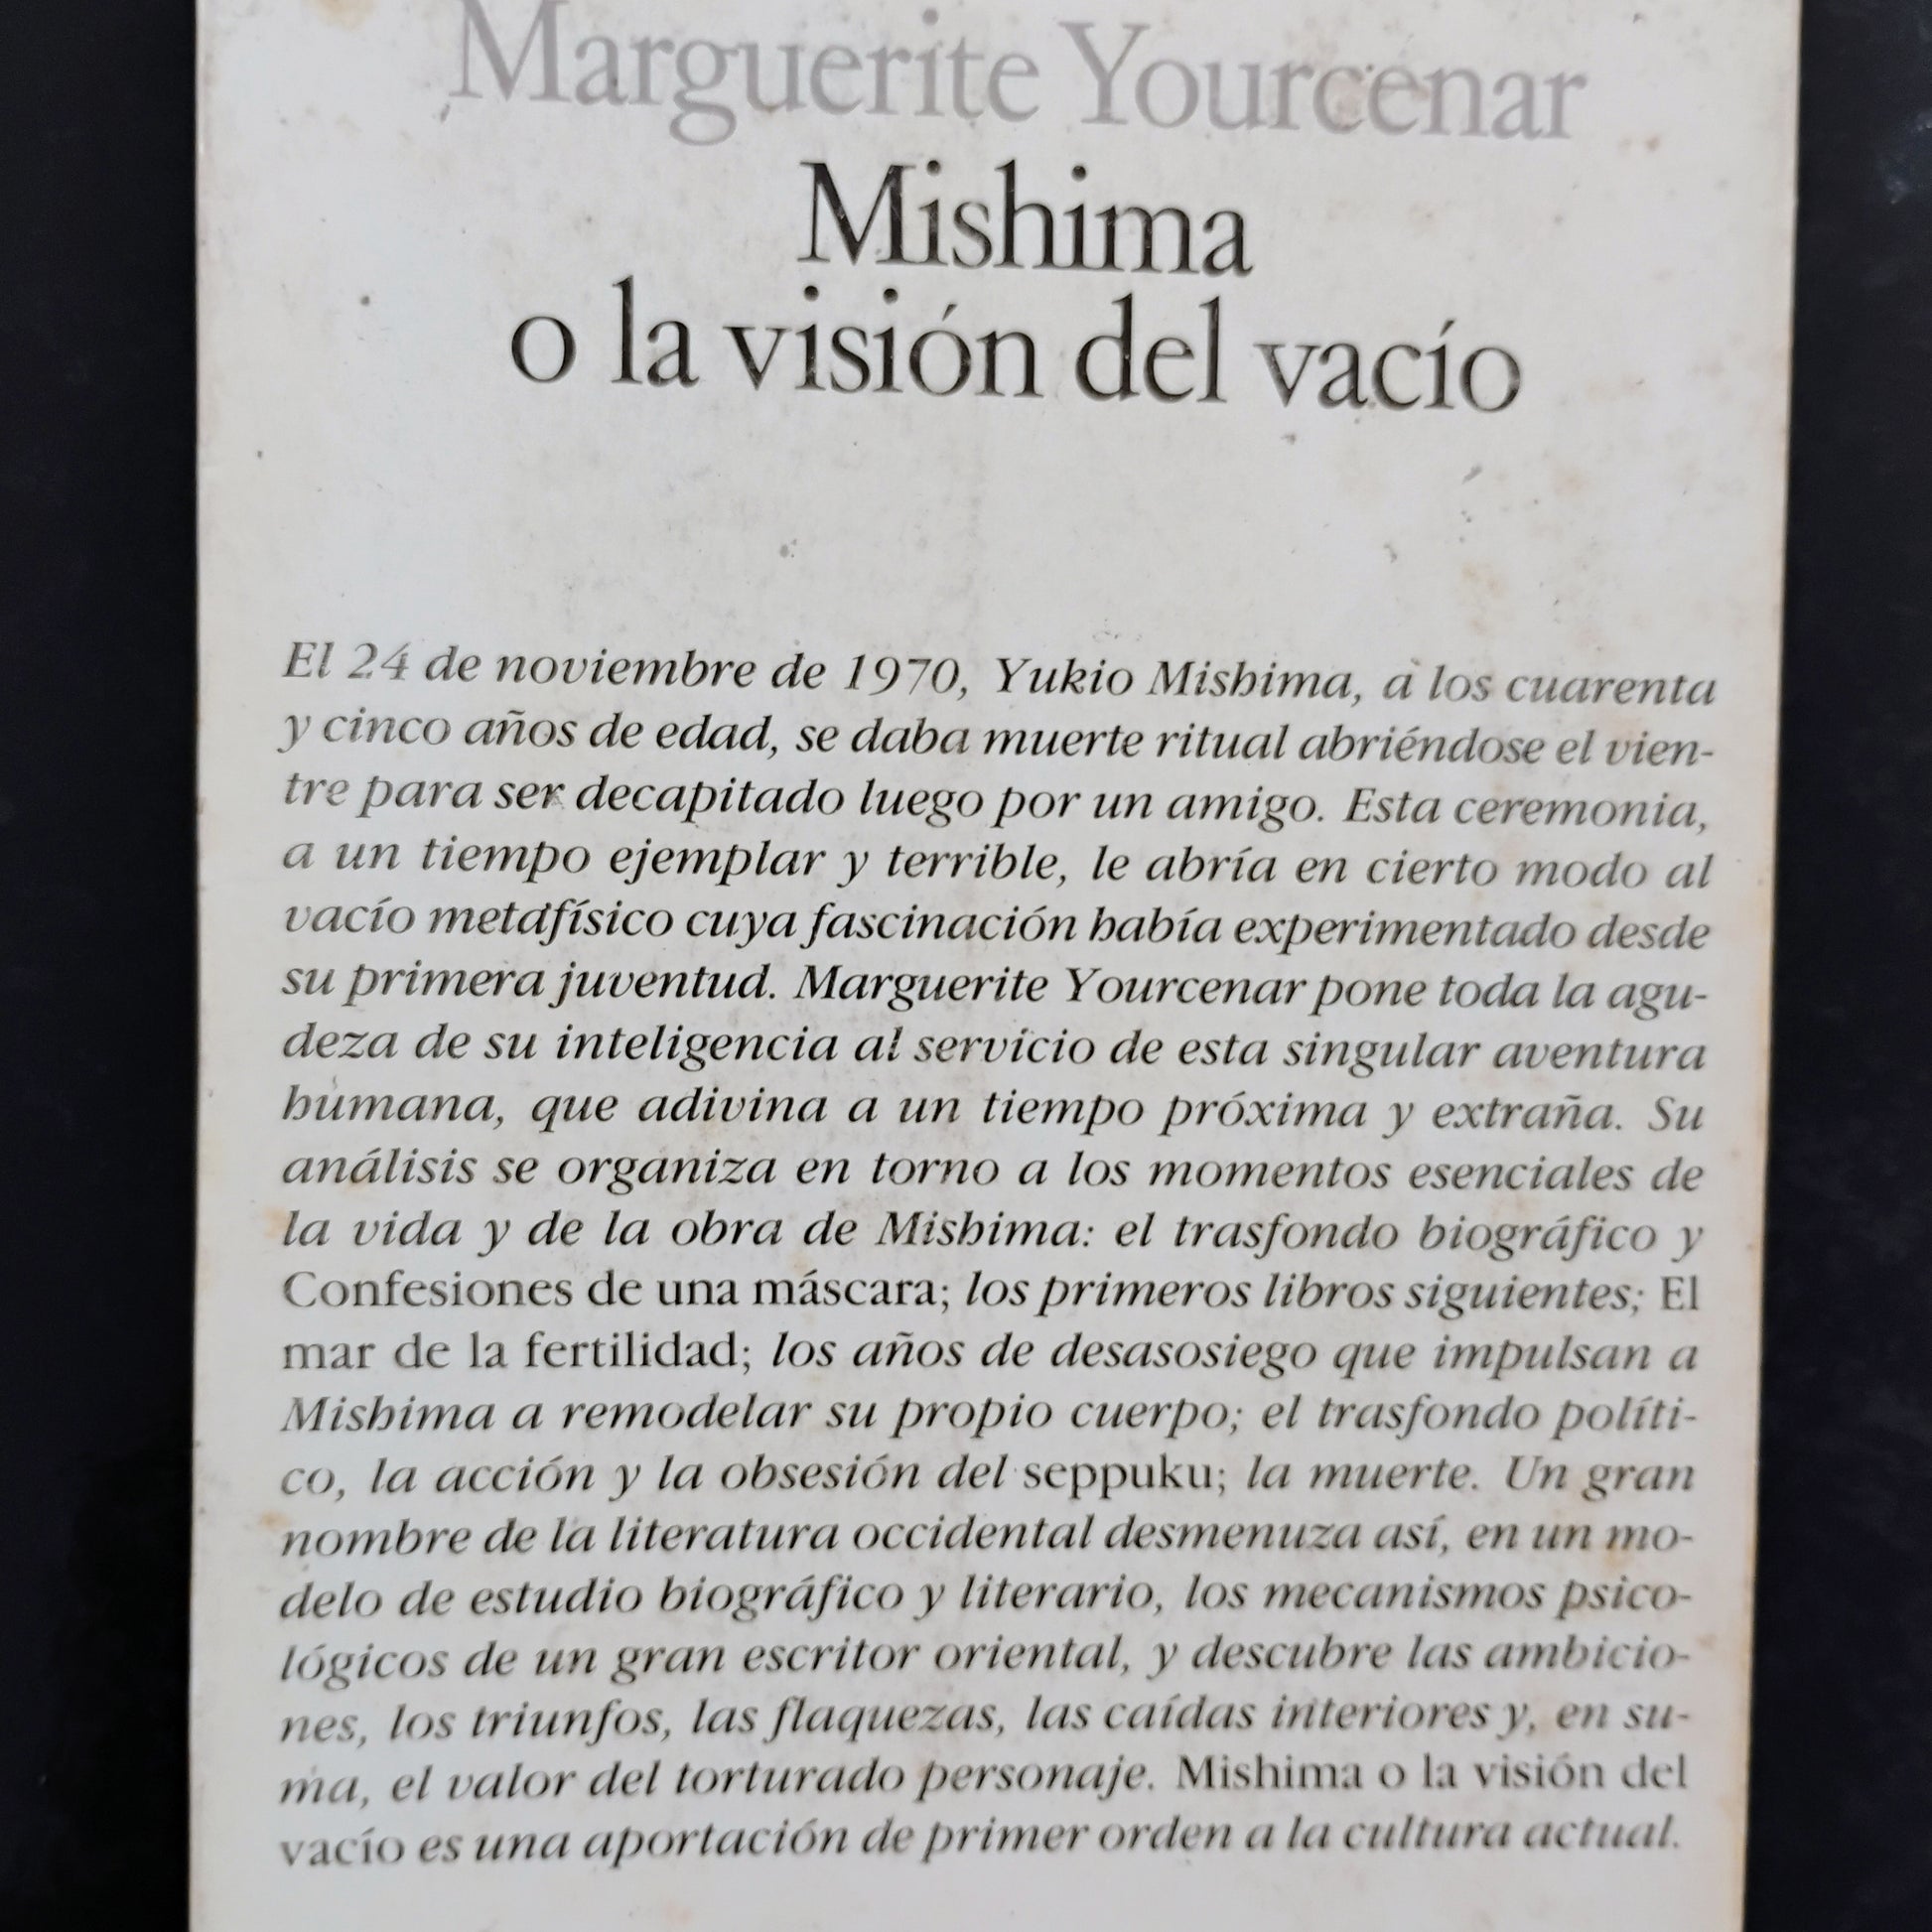 Marguerite Yourcenar
Mishima
o la visión del vacío
El 24 de noviembre de 1970, Yukio Mishima, a los cuarenta
y cinco años de edad, se daba muerte ritual abriéndose el vien-
tre para ser decapitado luego por un amigo. Esta ceremonia,
a un tiempo ejemplar y terrible, le abría en cierto modo al
vacío metafísico cuya fascinación había experimentado desde
su primera juventud. Marguerite Yourcenar pone toda la agu-
deza de su inteligencia al servicio de esta singular aventura
humana, que adivina a un tiempo próxima y extraña. Su
análisis se organiza en torno a los momentos esenciales de
la vida y de la obra de Mishima: el trasfondo biográfico y
Confesiones de una máscara; los primeros libros siguientes; El
mar de la fertilidad; los años de desasosiego que impulsan a
Mishima a remodelar su propio cuerpo; el trasfondo políti-
co, la acción y la obsesión del seppuku; la muerte. Un gran
nombre de la literatura occidental desmenuza así, en un mo-
delo de estudio biográfico y literario, los mecanismos psico-
lógicos de un gran escritor oriental, y descubre las ambicio-
nes, los triunfos, las flaquezas, las caídas interiores y, en su-
ma, el valor del torturado personaje. Mishima o la visión del
vacío es una aportación de primer orden a la cultura actual.